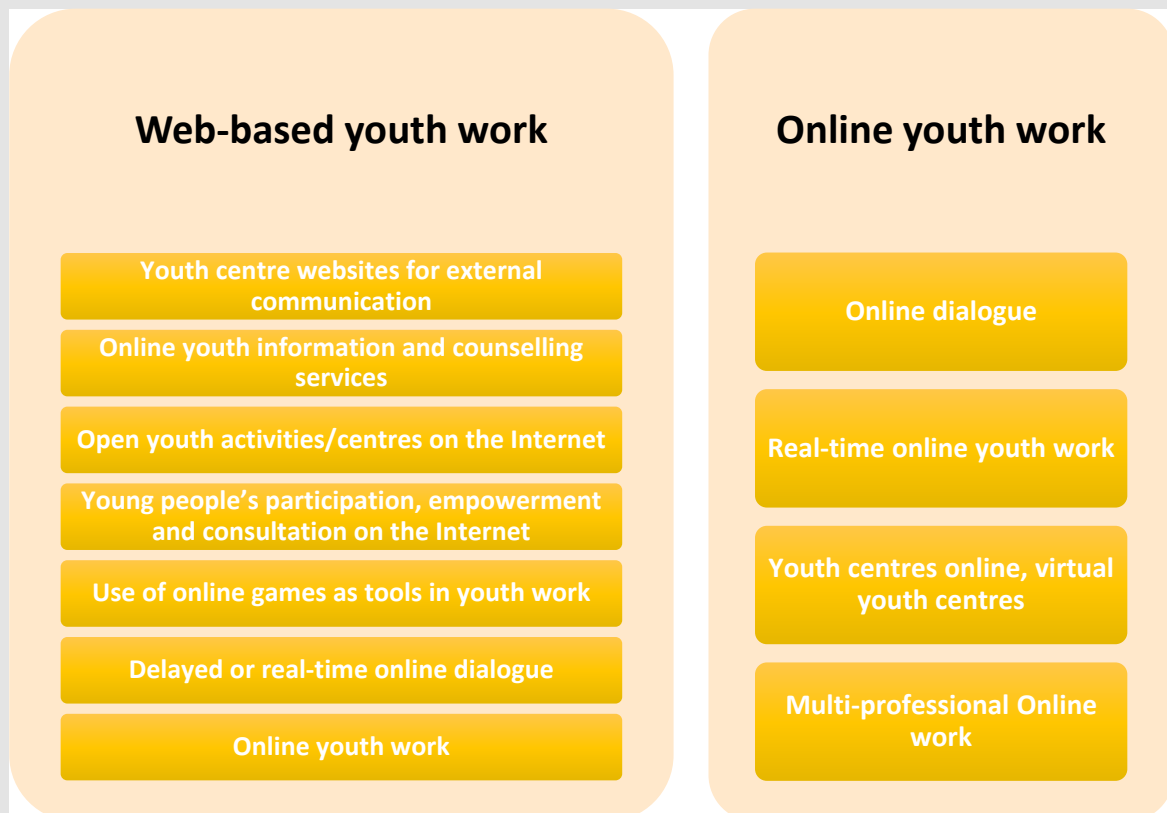 Web-based youth work
Youth centre websites for external
communication
Online youth information and counselling
services
Open youth activities/centres on the Internet
Young people’s participation, empowerment
and consultation on the Internet
Use of online games as tools in youth work
Delayed or real-time online dialogue
Online youth work
Online youth work
Online dialogue
Real-time online youth work
Youth centres online, virtual
youth centres
Multi-professional Online
work